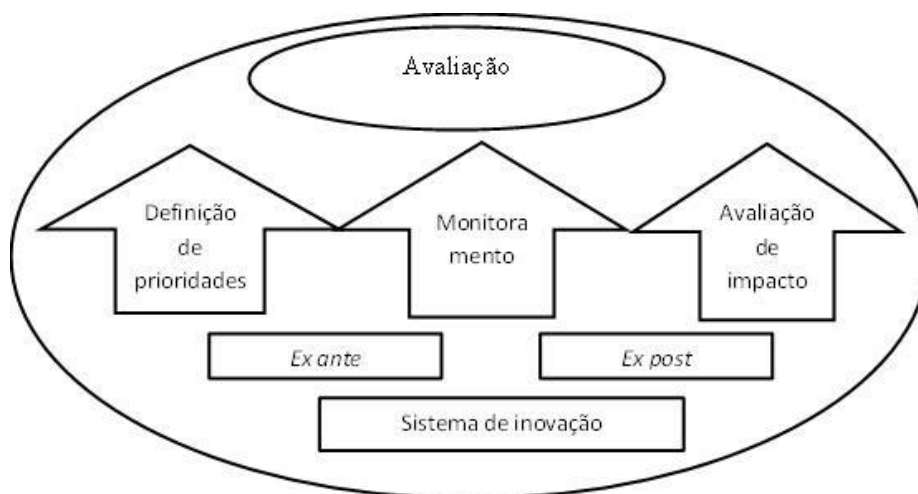 Avaliação
Definição
de
prioridades
Monitora
mento
Avaliação
de
impacto
Ex ante
Ex post
Sistema de inovação